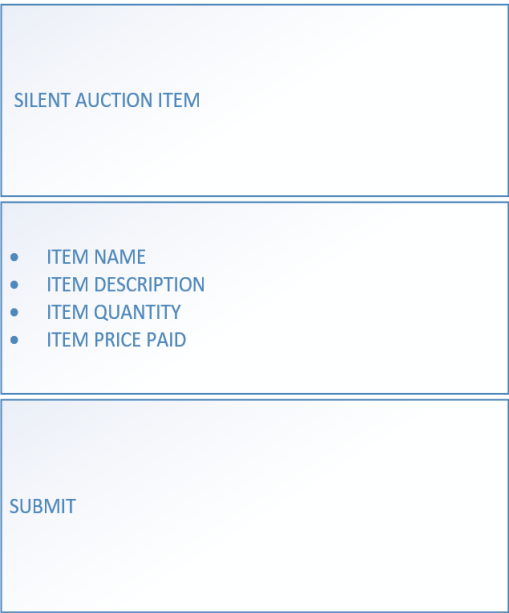 SILENT AUCTION ITEM
• ITEM NAME
• ITEM DESCRIPTION
• ITEM QUANTITY
• ITEM PRICE PAID
SUBMIT